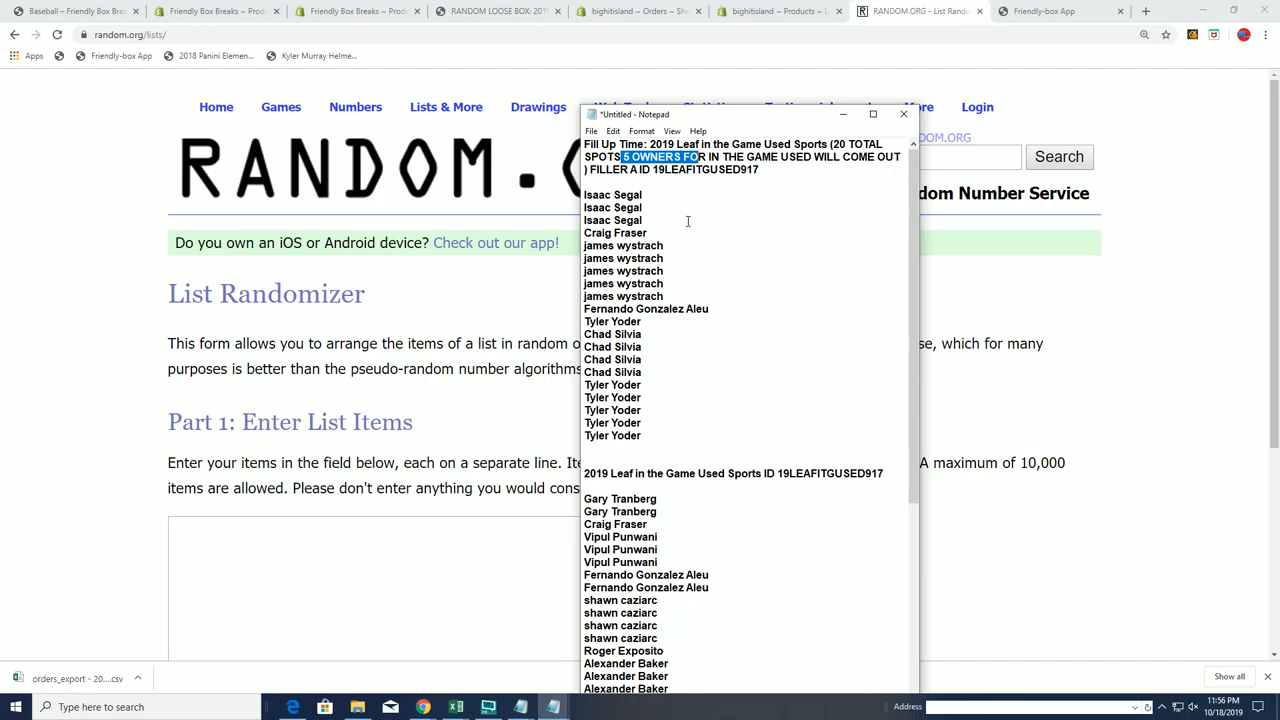 Baseball – Friendly Box Bre
Friendly Box Breaks ~ Prod
Friendly Box Breaks ~ Prod
RANDOM LOOSE BOX: 201
bighitisland ~ Orders ~ Sh
bighitisland ~ Products ~ L
RANDOM.ORG - List Rando
Friendly-box App
random.org/lists/
Apps
Friendly-box App
2018 Panini Elemen...
Kyler Murray Helme...
Home
Games
Numbers
Lists & More
Drawings
More
Login
RANDOM.
DOM.ORG
Search
dom Number Service
Do you own an iOS or Android device? Check out our app!
List Randomizer
This form allows you to arrange the items of a list in random o
se, which for many
purposes is better than the pseudo-random number algorithms
Part 1: Enter List Items
Enter your items in the field below, each on a separate line. Ite
A maximum of 10,000
items are allowed. Please don't enter anything you would cons
*Untitled - Notepad
File Edit Format View Help
Fill Up Time: 2019 Leaf in the Game Used Sports (20 TOTAL
SPOTS 5 OWNERS FOR IN THE GAME USED WILL COME OUT
) FILLER A ID 19LEAFITGUSED917
Isaac Segal
Isaac Segal
Isaac Segal
Craig Fraser
james wystrach
james wystrach
james wystrach
james wystrach
james wystrach
Fernando Gonzalez Aleu
Tyler Yoder
Chad Silvia
Chad Silvia
Chad Silvia
Chad Silvia
Tyler Yoder
Tyler Yoder
Tyler Yoder
Tyler Yoder
Tyler Yoder
2019 Leaf in the Game Used Sports ID 19LEAFITGUSED917
Gary Tranberg
Gary Tranberg
Craig Fraser
Vipul Punwani
Vipul Punwani
Vipul Punwani
Fernando Gonzalez Aleu
Fernando Gonzalez Aleu
shawn caziarc
shawn caziarc
shawn caziarc
shawn caziarc
Roger Exposito
Alexander Baker
Alexander Baker
Alexander Baker
orders_export - 20....csv
Show all
Type here to search
Address
11:56 PM
10/18/2019